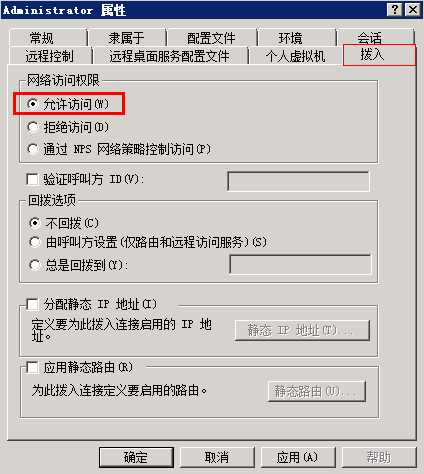 Administrator 属性
常规
隶属于
配置文件
环境
会话
远程控制
远程桌面服务配置文件
个人虚拟机
拨入
网络访问权限
允许访问(W)
拒绝访问(D)
通过 NPS 网络策略控制访问(P)
验证呼叫方 ID(V):
回拨选项
不回拨(C)
由呼叫方设置(仅路由和远程访问服务)(S)
总是回拨到(Y):
分配静态 IP 地址(I)
定义要为此拨入连接启用的 IP 地
址。
静态 IP 地址(T)...
应用静态路由(R)
为此拨入连接定义要启用的路由。
静态路由(U)...
确定
取消
应用(A)
帮助